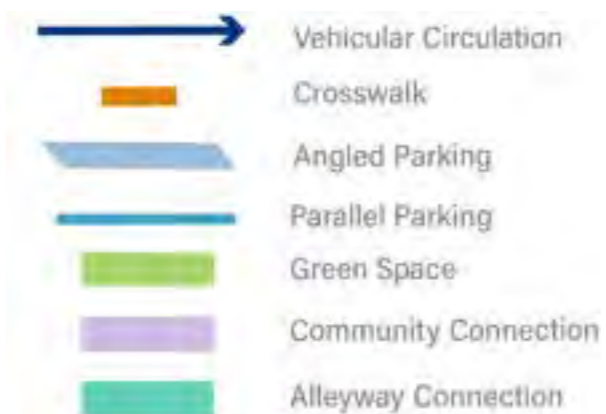 Vehicular Circulation
Crosswalk
Angled Parking
Parallel Parking
Green Space
Community Connection
Alleyway Connection